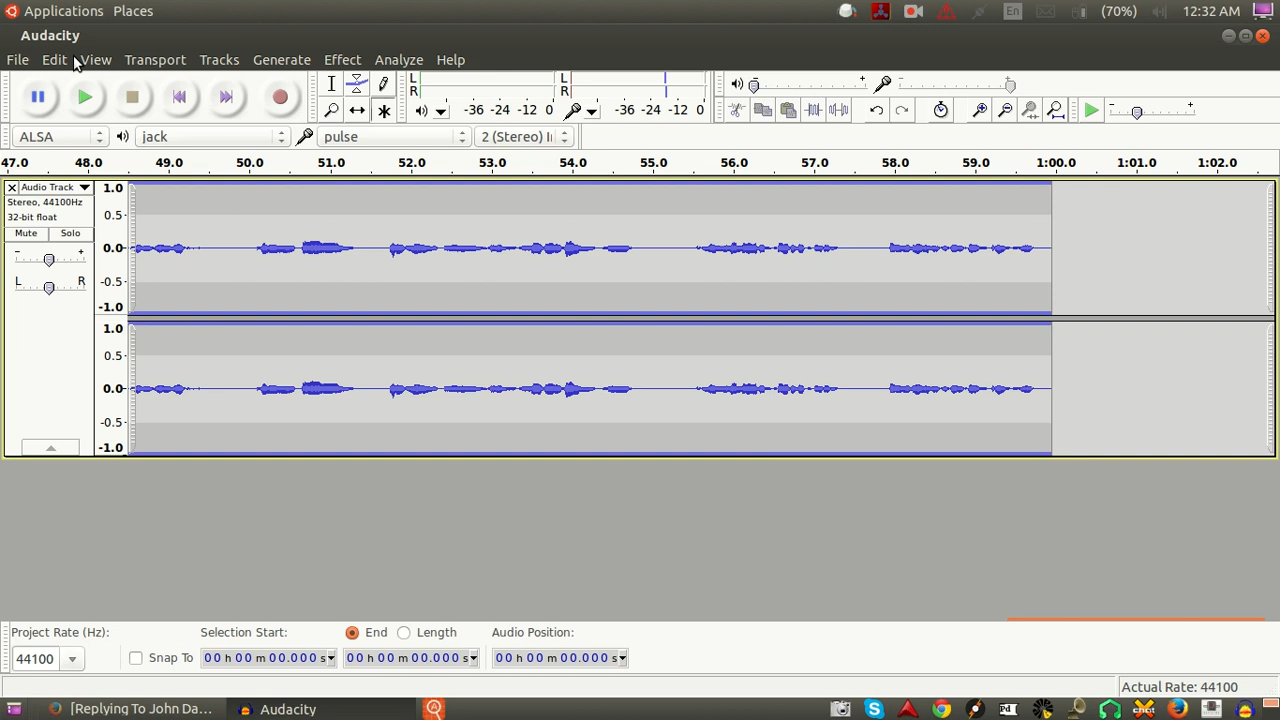 Applications Places
En (70%) 12:32 AM
Audacity
File Edit View Transport Tracks Generate Effect Analyze Help
L L
R R
-36 -24 -12 0 -36 -24 -12 0
ALSA jack pulse 2 (Stereo) I
47.0 48.0 49.0 50.0 51.0 52.0 53.0 54.0 55.0 56.0 57.0 58.0 59.0 1:00.0 1:01.0 1:02.0
Audio Track 1.0
Stereo, 44100Hz
32-bit float 0.5
Mute Solo
- + 0.0
L R -0.5
-1.0
1.0
0.5
0.0
-0.5
-1.0
Project Rate (Hz): Selection Start: End Length Audio Position:
44100 Snap To 00 h 00 m 00.000 s 00 h 00 m 00.000 s 00 h 00 m 00.000 s
Actual Rate: 44100
[Replying To John Da... Audacity